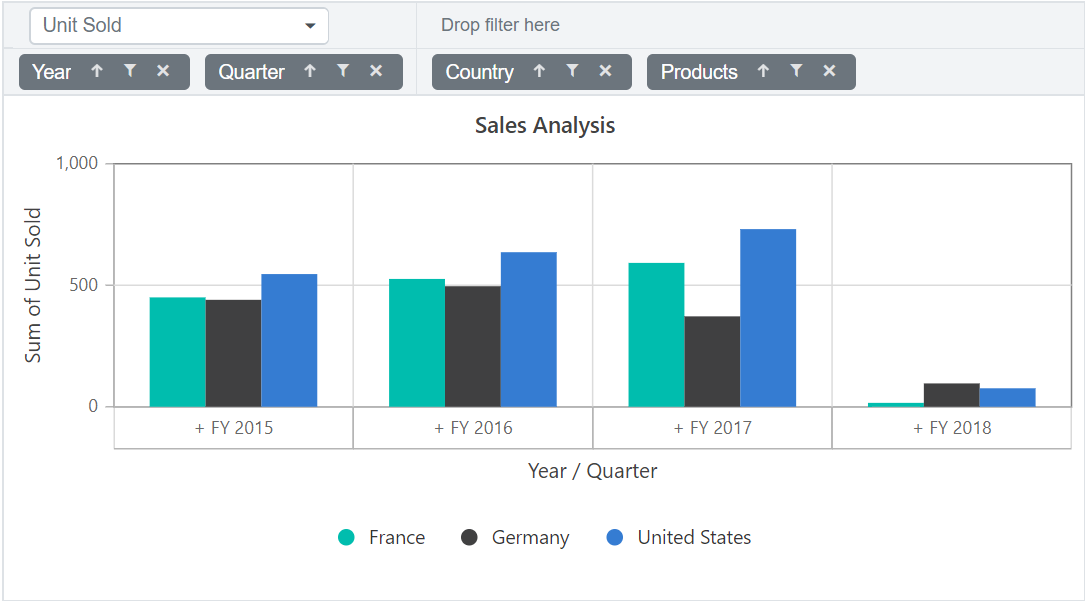 Unit Sold
Drop filter here
Year
Quarter
Country
Products
Sales Analysis
Sum of Unit Sold
1,000
500
0
+ FY 2015
+ FY 2016
+ FY 2017
+ FY 2018
Year / Quarter
France
Germany
United States